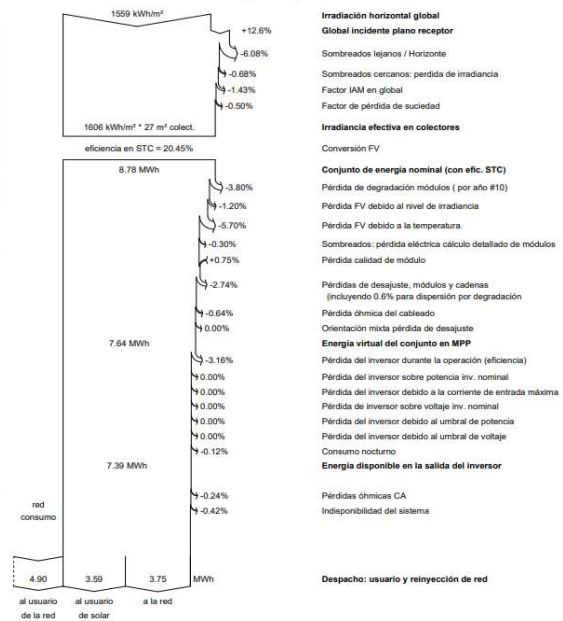 1559 kWh/m² Irradiación horizontal global
+12.6% Global incidente plano receptor
-6.08% Sombreados lejanos / Horizonte
-0.68% Sombreados cercanos: perdida de irradiancia
-1.43% Factor IAM en global
-0.50% Factor de pérdida de suciedad
1606 kWh/m² * 27 m² colect. Irradiancia efectiva en colectores
eficiencia en STC = 20.45% Conversión FV
8.78 MWh Conjunto de energía nominal (con efic. STC)
-3.80% Pérdida de degradación módulos ( por año #10)
-1.20% Pérdida FV debido al nivel de irradiancia
-5.70% Pérdida FV debido a la temperatura.
-0.30% Sombreados: pérdida eléctrica cálculo detallado de módulos
+0.75% Pérdida calidad de módulo
-2.74% Pérdidas de desajuste, módulos y cadenas
(incluyendo 0.6% para dispersión por degradación
-0.64% Pérdida óhmica del cableado
0.00% Orientación mixta pérdida de desajuste
7.64 MWh Energía virtual del conjunto en MPP
-3.16% Pérdida del inversor durante la operación (eficiencia)
0.00% Pérdida del inversor sobre potencia inv. nominal
0.00% Pérdida del inversor debido a la corriente de entrada máxima
0.00% Pérdida de inversor sobre voltaje inv. nominal
0.00% Pérdida del inversor debido al umbral de potencia
0.00% Pérdida del inversor debido al umbral de voltaje
-0.12% Consumo nocturno
7.39 MWh Energía disponible en la salida del inversor
-0.24% Pérdidas óhmicas CA
-0.42% Indisponibilidad del sistema
red
consumo
4.90 3.59 3.75 MWh Despacho: usuario y reinyección de red
al usuario al usuario a la red
de la red de solar